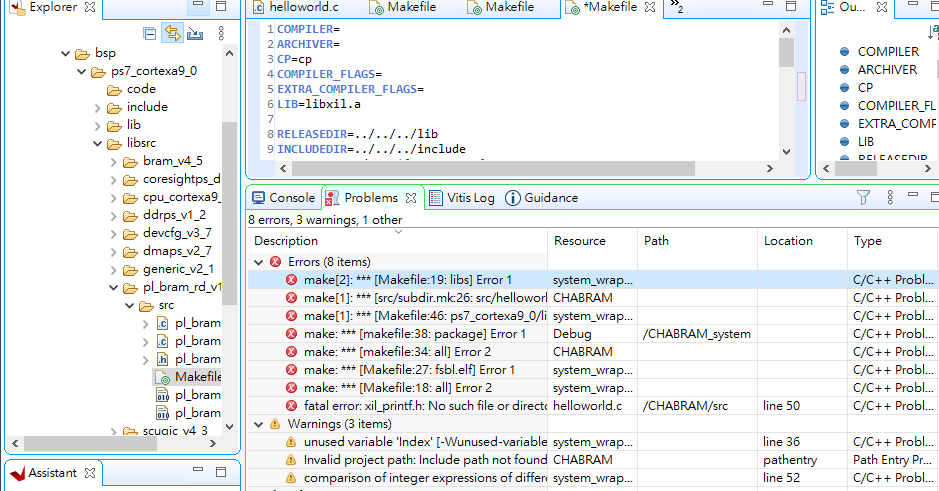 Explorer
bsp
ps7_cortexa9_0
code
include
lib
libsrc
bram_v4_5
coresightps_d
cpu_cortexa9_
ddrps_v1_2
devcfg_v3_7
dmaps_v2_7
generic_v2_1
pl_bram_rd_v1
src
pl_bram
pl_bram
pl_bram
Makefile
pl_bram
pl_bram
scugic_v4_3
Assistant
helloworld.c
Makefile
Makefile
*Makefile
»2
1 COMPILER=
2 ARCHIVER=
3 CP=cp
4 COMPILER_FLAGS=
5 EXTRA_COMPILER_FLAGS=
6 LIB=libxil.a
7
8 RELEASEDIR=../../../lib
9 INCLUDEDIR=../../../include
Ou...
COMPILER
ARCHIVER
CP
COMPILER_FL
EXTRA_COMP
LIB
RELEASEDIR
Console
Problems
Vitis Log
Guidance
8 errors, 3 warnings, 1 other
Description Resource Path Location Type
Errors (8 items)
make[2]: *** [Makefile:19: libs] Error 1 system_wrap... C/C++ Probl...
make[1]: *** [src/subdir.mk:26: src/helloworl CHABRAM C/C++ Probl...
make[1]: *** [Makefile:46: ps7_cortexa9_0/li system_wrap... C/C++ Probl...
make: *** [makefile:38: package] Error 1 Debug /CHABRAM_system C/C++ Probl...
make: *** [makefile:34: all] Error 2 CHABRAM C/C++ Probl...
make: *** [Makefile:27: fsbl.elf] Error 1 system_wrap... C/C++ Probl...
make: *** [Makefile:18: all] Error 2 system_wrap... C/C++ Probl...
fatal error: xil_printf.h: No such file or directo helloworld.c /CHABRAM/src line 50 C/C++ Probl...
Warnings (3 items)
unused variable 'Index' [-Wunused-variable system_wrap... line 36 C/C++ Probl...
Invalid project path: Include path not found CHABRAM pathentry Path Entry Pr...
comparison of integer expressions of differe system_wrap... line 52 C/C++ Probl...